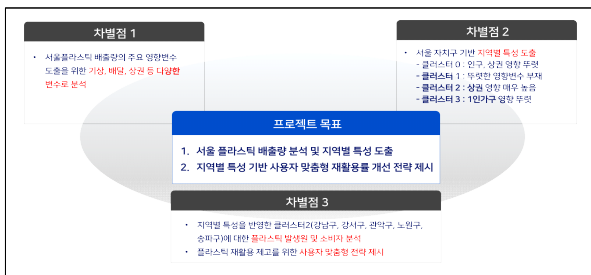 차별점 1
• 서울플라스틱 배출량의 주요 영향변수
도출을 위한 기상, 배달, 상권 등 다양한
변수로 분석
차별점 2
• 서울 자치구 기반 지역별 특성 도출
- 클러스터 0 : 인구, 상권 영향 뚜렷
- 클러스터 1 : 뚜렷한 영향변수 부재
- 클러스터 2 : 상권 영향 매우 높음
- 클러스터 3 : 1인가구 영향 뚜렷
프로젝트 목표
1. 서울 플라스틱 배출량 분석 및 지역별 특성 도출
2. 지역별 특성 기반 사용자 맞춤형 재활용률 개선 전략 제시
차별점 3
• 지역별 특성을 반영한 클러스터2(강남구, 강서구, 관악구, 노원구,
송파구)에 대한 플라스틱 발생원 및 소비자 분석
• 플라스틱 재활용 제고를 위한 사용자 맞춤형 전략 제시